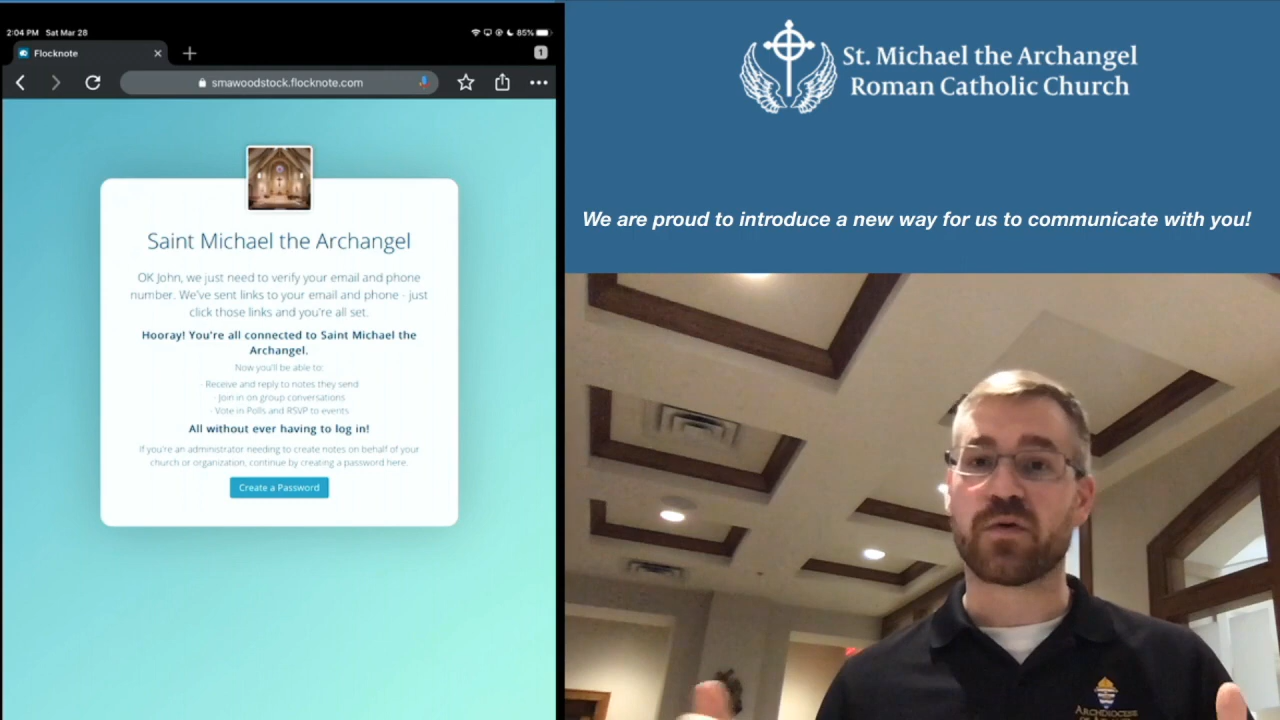 2:04 PM Sat Mar 28
85%
Flocknote
1
smawoodstock.flocknote.com
Saint Michael the Archangel
OK John, we just need to verify your email and phone
number. We've sent links to your email and phone - just
click those links and you're all set.
Hooray! You're all connected to Saint Michael the
Archangel.
Now you'll be able to:
- Receive and reply to notes they send
- Join in on group conversations
- Vote in Polls and RSVP to events
All without ever having to log in!
If you're an administrator needing to create notes on behalf of your
church or organization, continue by creating a password here.
Create a Password
St. Michael the Archangel
Roman Catholic Church
We are proud to introduce a new way for us to communicate with you!
ARCHDIOCESE